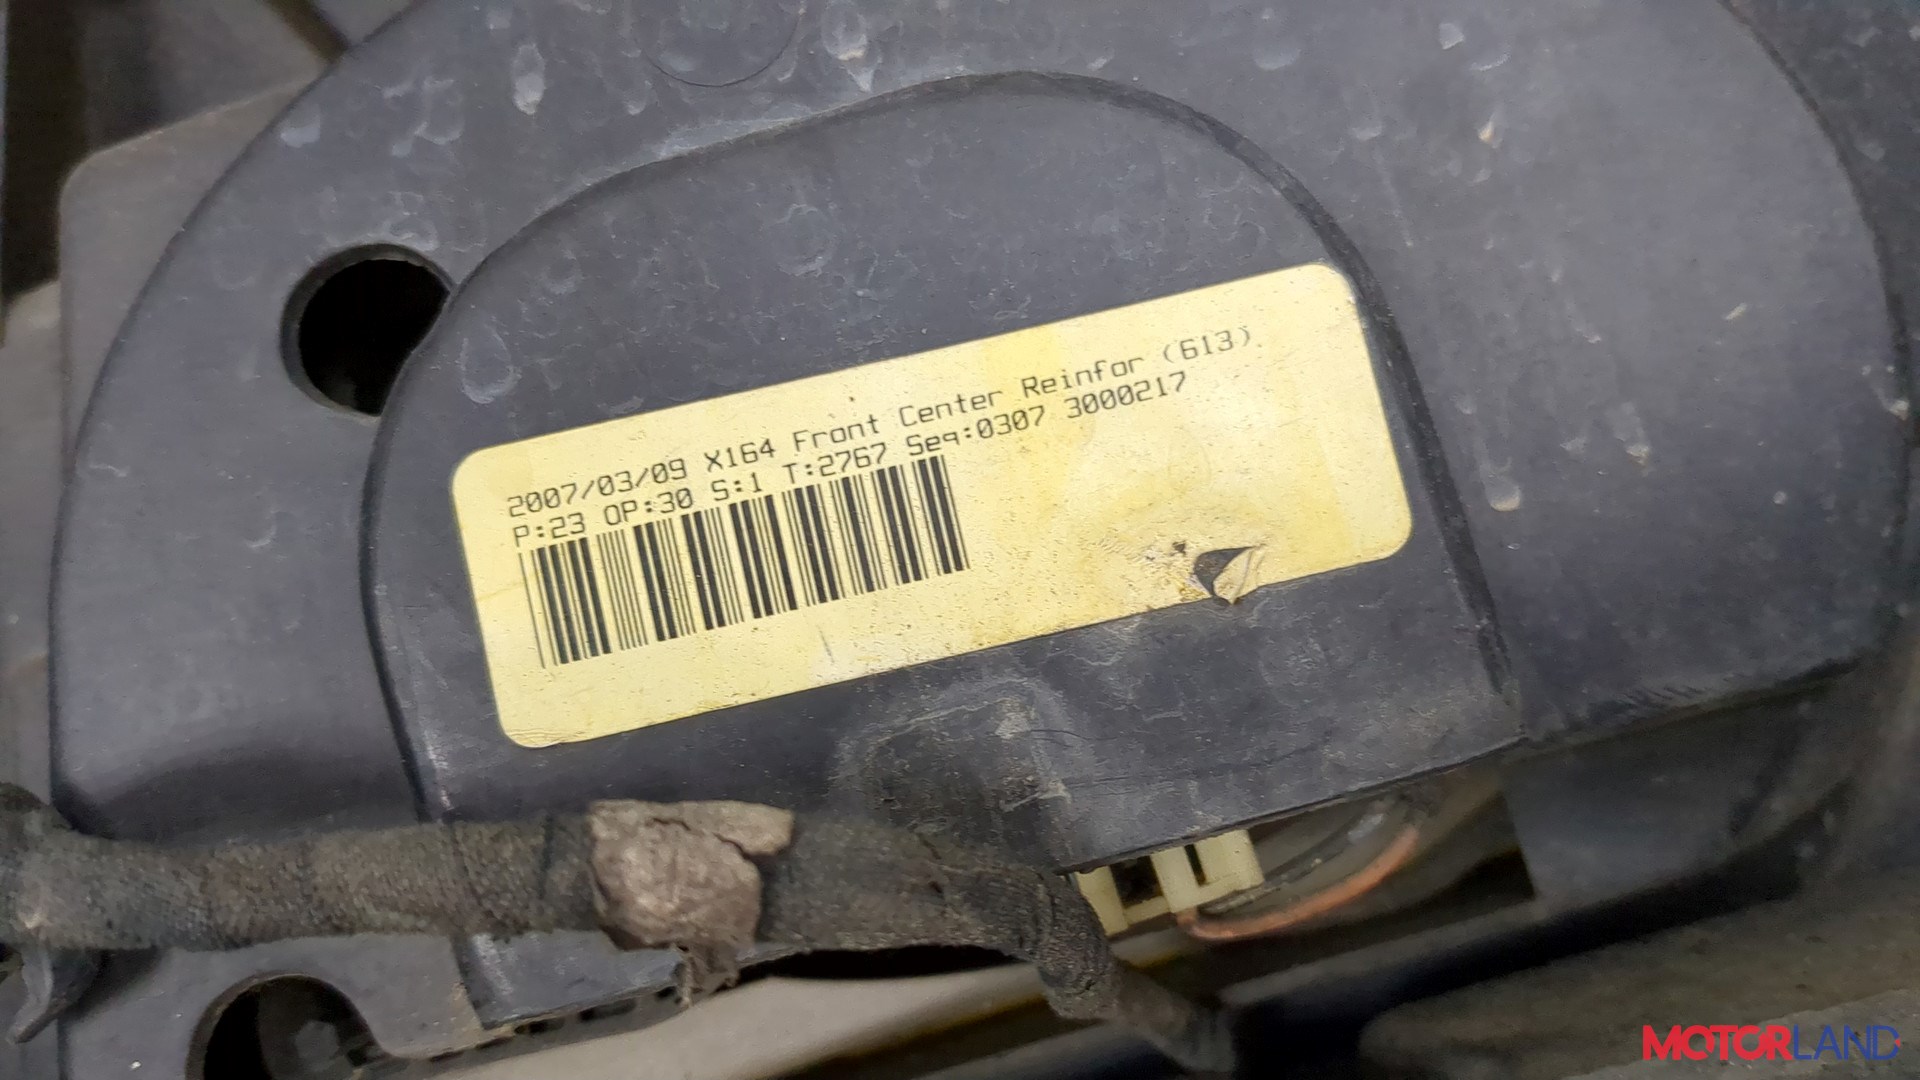 2007/03/09 X164 Front Center Reinfor (613)
P:23 OP:30 S:1 T:2767 Seq:0307 3000217
MOTORLAND